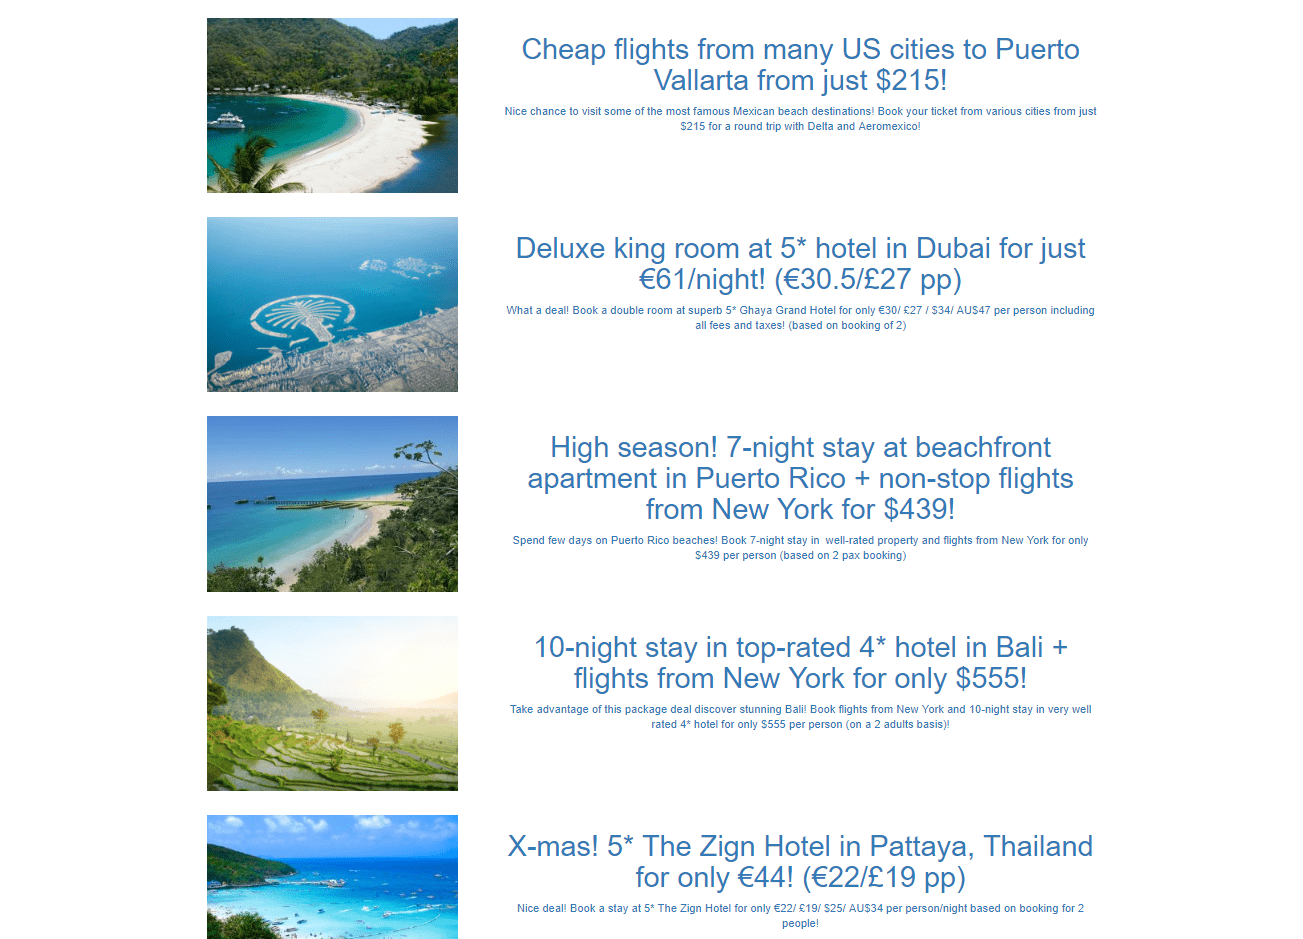 Cheap flights from many US cities to Puerto
Vallarta from just $215!
Nice chance to visit some of the most famous Mexican beach destinations! Book your ticket from various cities from just
$215 for a round trip with Delta and Aeromexico!
Deluxe king room at 5* hotel in Dubai for just
€61/night! (€30.5/£27 pp)
What a deal! Book a double room at superb 5* Ghaya Grand Hotel for only €30/ £27 / $34/ AU$47 per person including
all fees and taxes! (based on booking of 2)
High season! 7-night stay at beachfront
apartment in Puerto Rico + non-stop flights
from New York for $439!
Spend few days on Puerto Rico beaches! Book 7-night stay in  well-rated property and flights from New York for only
$439 per person (based on 2 pax booking)
10-night stay in top-rated 4* hotel in Bali +
flights from New York for only $555!
Take advantage of this package deal discover stunning Bali! Book flights from New York and 10-night stay in very well
rated 4* hotel for only $555 per person (on a 2 adults basis)!
X-mas! 5* The Zign Hotel in Pattaya, Thailand
for only €44! (€22/£19 pp)
Nice deal! Book a stay at 5* The Zign Hotel for only €22/ £19/ $25/ AU$34 per person/night based on booking for 2
people!